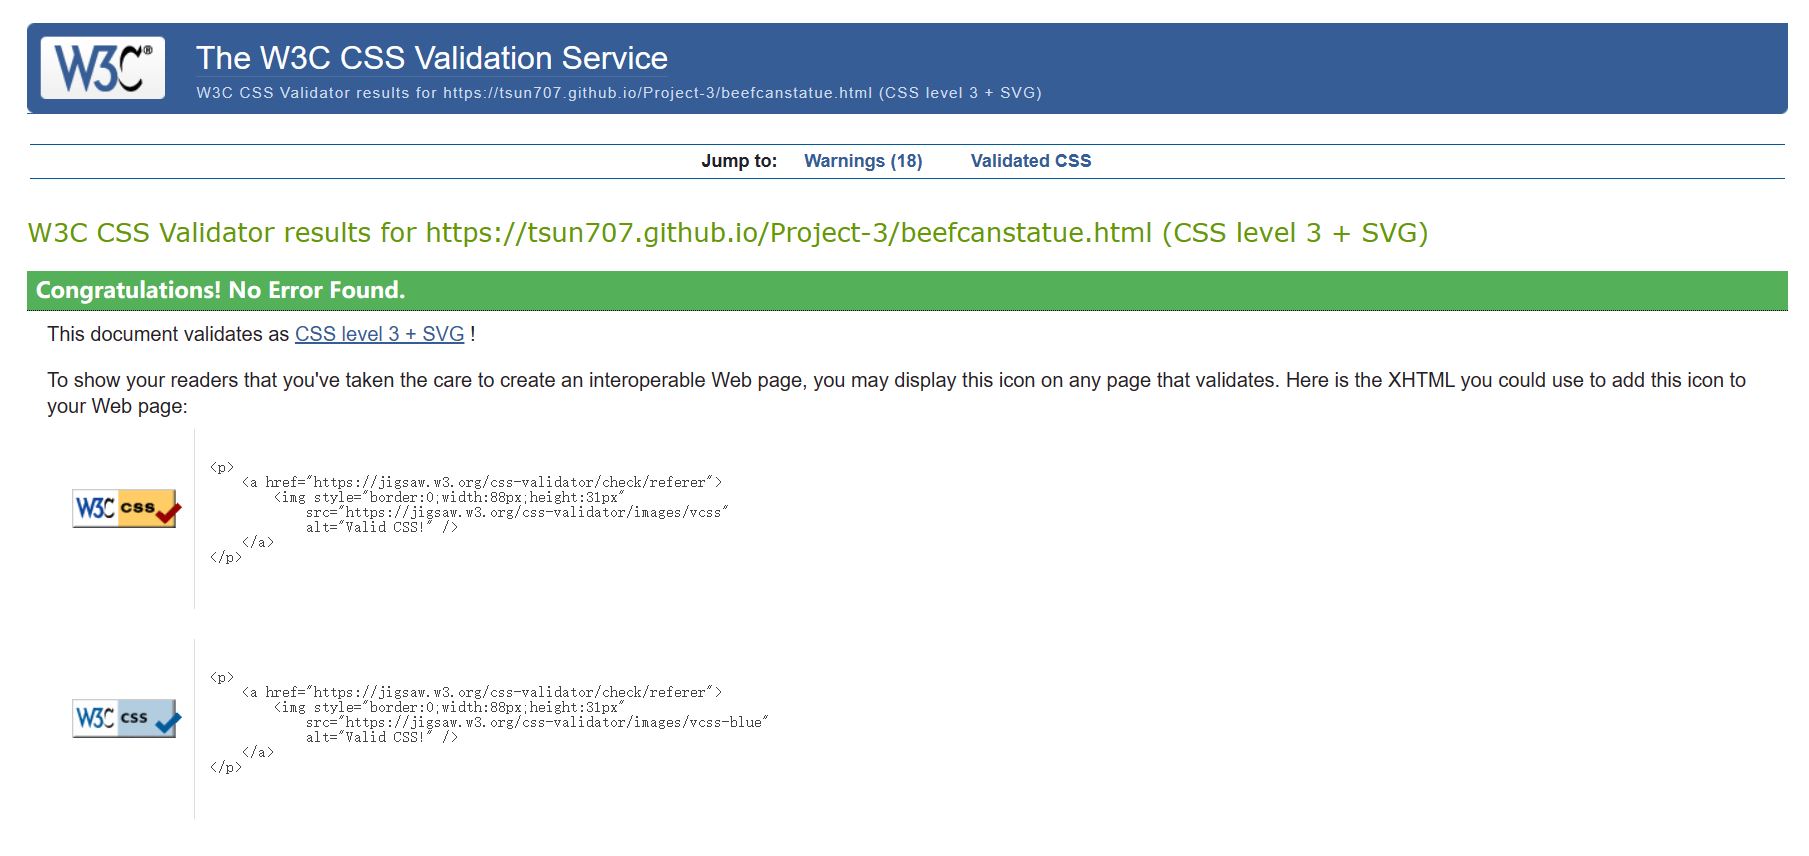 W3C®
The W3C CSS Validation Service
W3C CSS Validator results for https://tsun707.github.io/Project-3/beefcanstatue.html (CSS level 3 + SVG)
Jump to: Warnings (18) Validated CSS
W3C CSS Validator results for https://tsun707.github.io/Project-3/beefcanstatue.html (CSS level 3 + SVG)
Congratulations! No Error Found.
This document validates as CSS level 3 + SVG !
To show your readers that you've taken the care to create an interoperable Web page, you may display this icon on any page that validates. Here is the XHTML you could use to add this icon to
your Web page:
W3C css
<p>
<a href="https://jigsaw.w3.org/css-validator/check/referer">
<img style="border:0;width:88px;height:31px"
src="https://jigsaw.w3.org/css-validator/images/vcss"
alt="Valid CSS!" />
</a>
</p>
W3C css
<p>
<a href="https://jigsaw.w3.org/css-validator/check/referer">
<img style="border:0;width:88px;height:31px"
src="https://jigsaw.w3.org/css-validator/images/vcss-blue"
alt="Valid CSS!" />
</a>
</p>